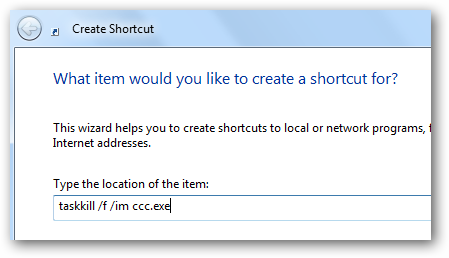 Create Shortcut
What item would you like to create a shortcut for?
This wizard helps you to create shortcuts to local or network programs,
Internet addresses.
Type the location of the item:
taskkill /f /im ccc.exe